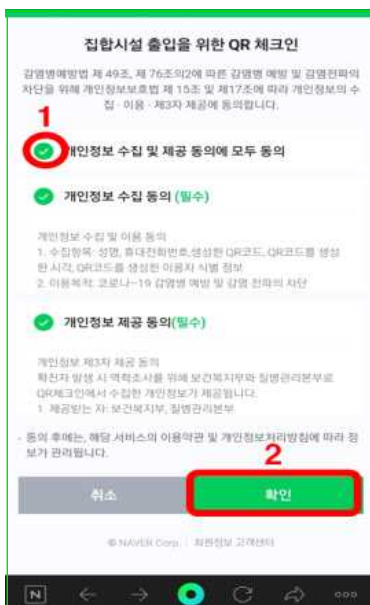 집합시설 출입을 위한 QR 체크인
감염병예방법 제 49조, 제 76조의2에 따른 감염병 예방 및 감염전파의
차단을 위해 개인정보보호법 제 15조 및 제17조에 따라 개인정보의 수
집 · 이용 · 제3자 제공에 동의합니다.
1
개인정보 수집 및 제공 동의에 모두 동의
개인정보 수집 동의 (필수)
개인정보 수집 및 이용 동의
1. 수집항목: 성명, 휴대전화번호,생성한 QR코드, QR코드를 생성
한 시각, QR코드를 생성한 이용자 식별 정보
2. 이용목적: 코로나-19 감염병 예방 및 감염 전파의 차단
개인정보 제공 동의(필수)
개인정보 제3자 제공 동의
확진자 발생 시 역학조사를 위해 보건복지부와 질병관리본부로
QR체크인에서 수집한 개인정보가 제공됩니다.
1. 제공받는 자: 보건복지부, 질병관리본부
- 동의 후에는, 해당 서비스의 이용약관 및 개인정보처리방침에 따라 정
보가 관리됩니다.
2
취소 확인
© NAVER Corp. | 회원정보 고객센터
N